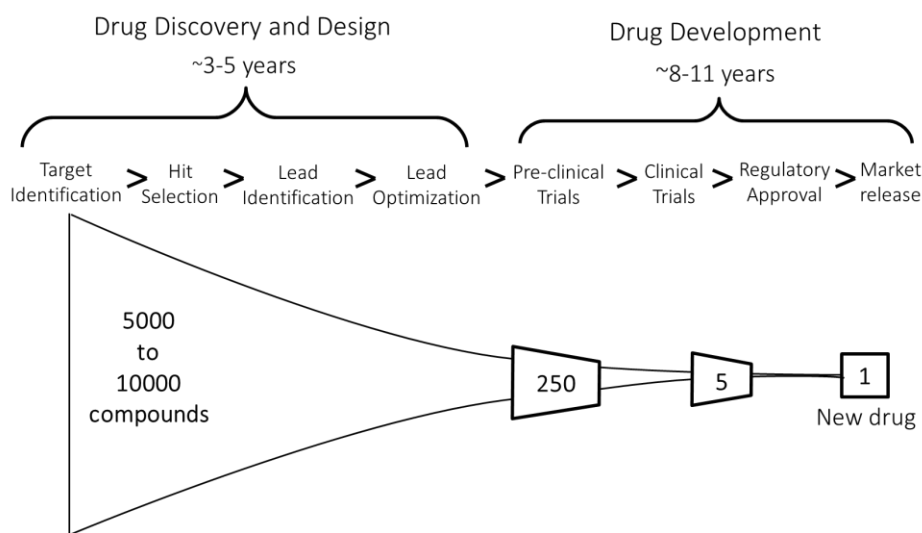 Drug Discovery and Design
~3-5 years
Drug Development
~8-11 years
Target
Identification
>
Hit
Selection
>
Lead
Identification
>
Lead
Optimization
>
Pre-clinical
Trials
>
Clinical
Trials
>
Regulatory
Approval
>
Market
release
5000
to
10000
compounds
250
5
1
New drug